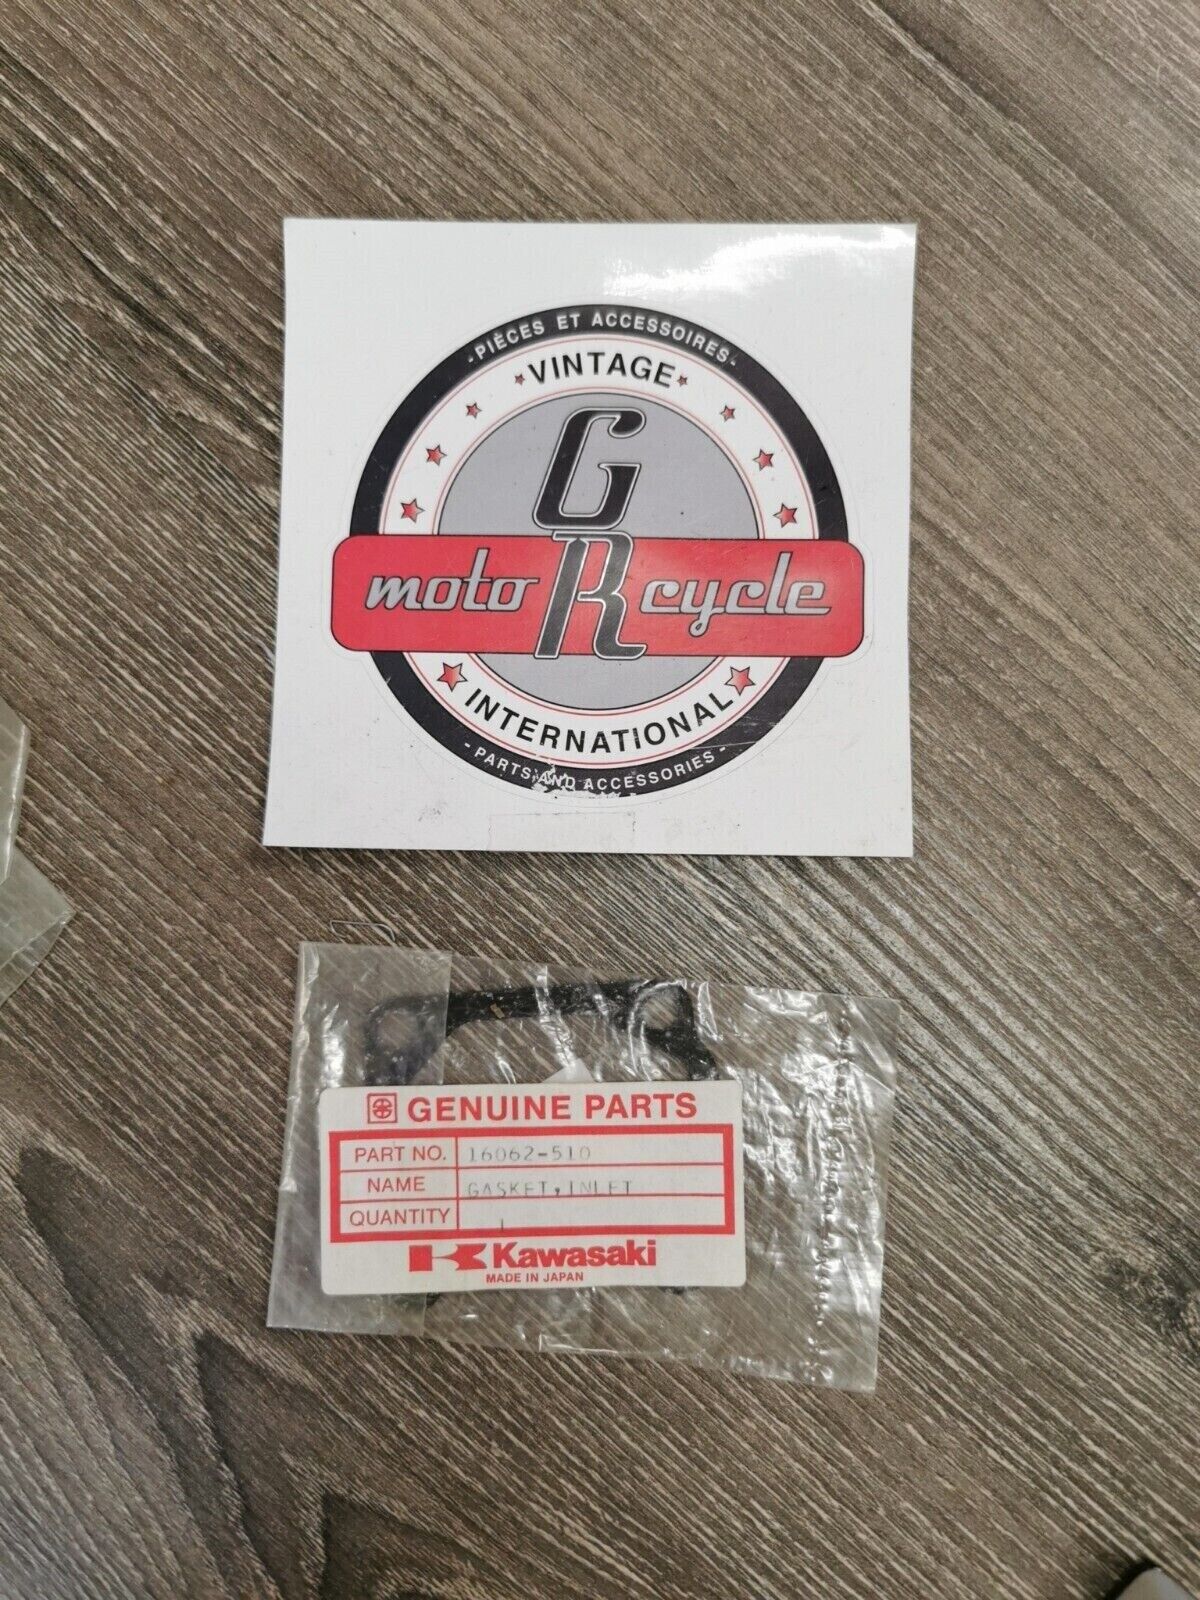 - PIÈCES ET ACCESSOIRES -
VINTAGE
G
moto R cycle
INTERNATIONAL
- PARTS AND ACCESSORIES -
GENUINE PARTS
PART NO. 16062-510
NAME GASKET, INLET
QUANTITY 1
Kawasaki
MADE IN JAPAN